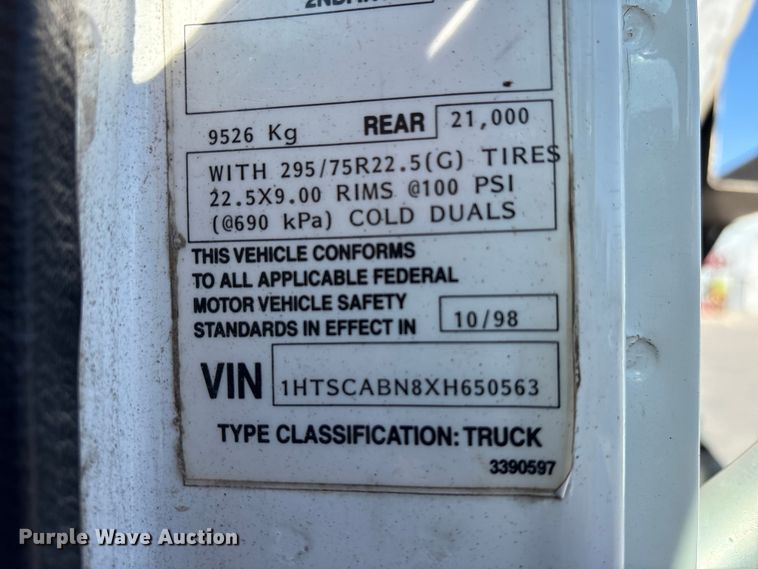 9526 Kg REAR 21,000
WITH 295/75R22.5(G) TIRES
22.5X9.00 RIMS @100 PSI
(@690 kPa) COLD DUALS
THIS VEHICLE CONFORMS
TO ALL APPLICABLE FEDERAL
MOTOR VEHICLE SAFETY
STANDARDS IN EFFECT IN 10/98
VIN 1HTSCABN8XH650563
TYPE CLASSIFICATION: TRUCK
3390597
Purple Wave Auction